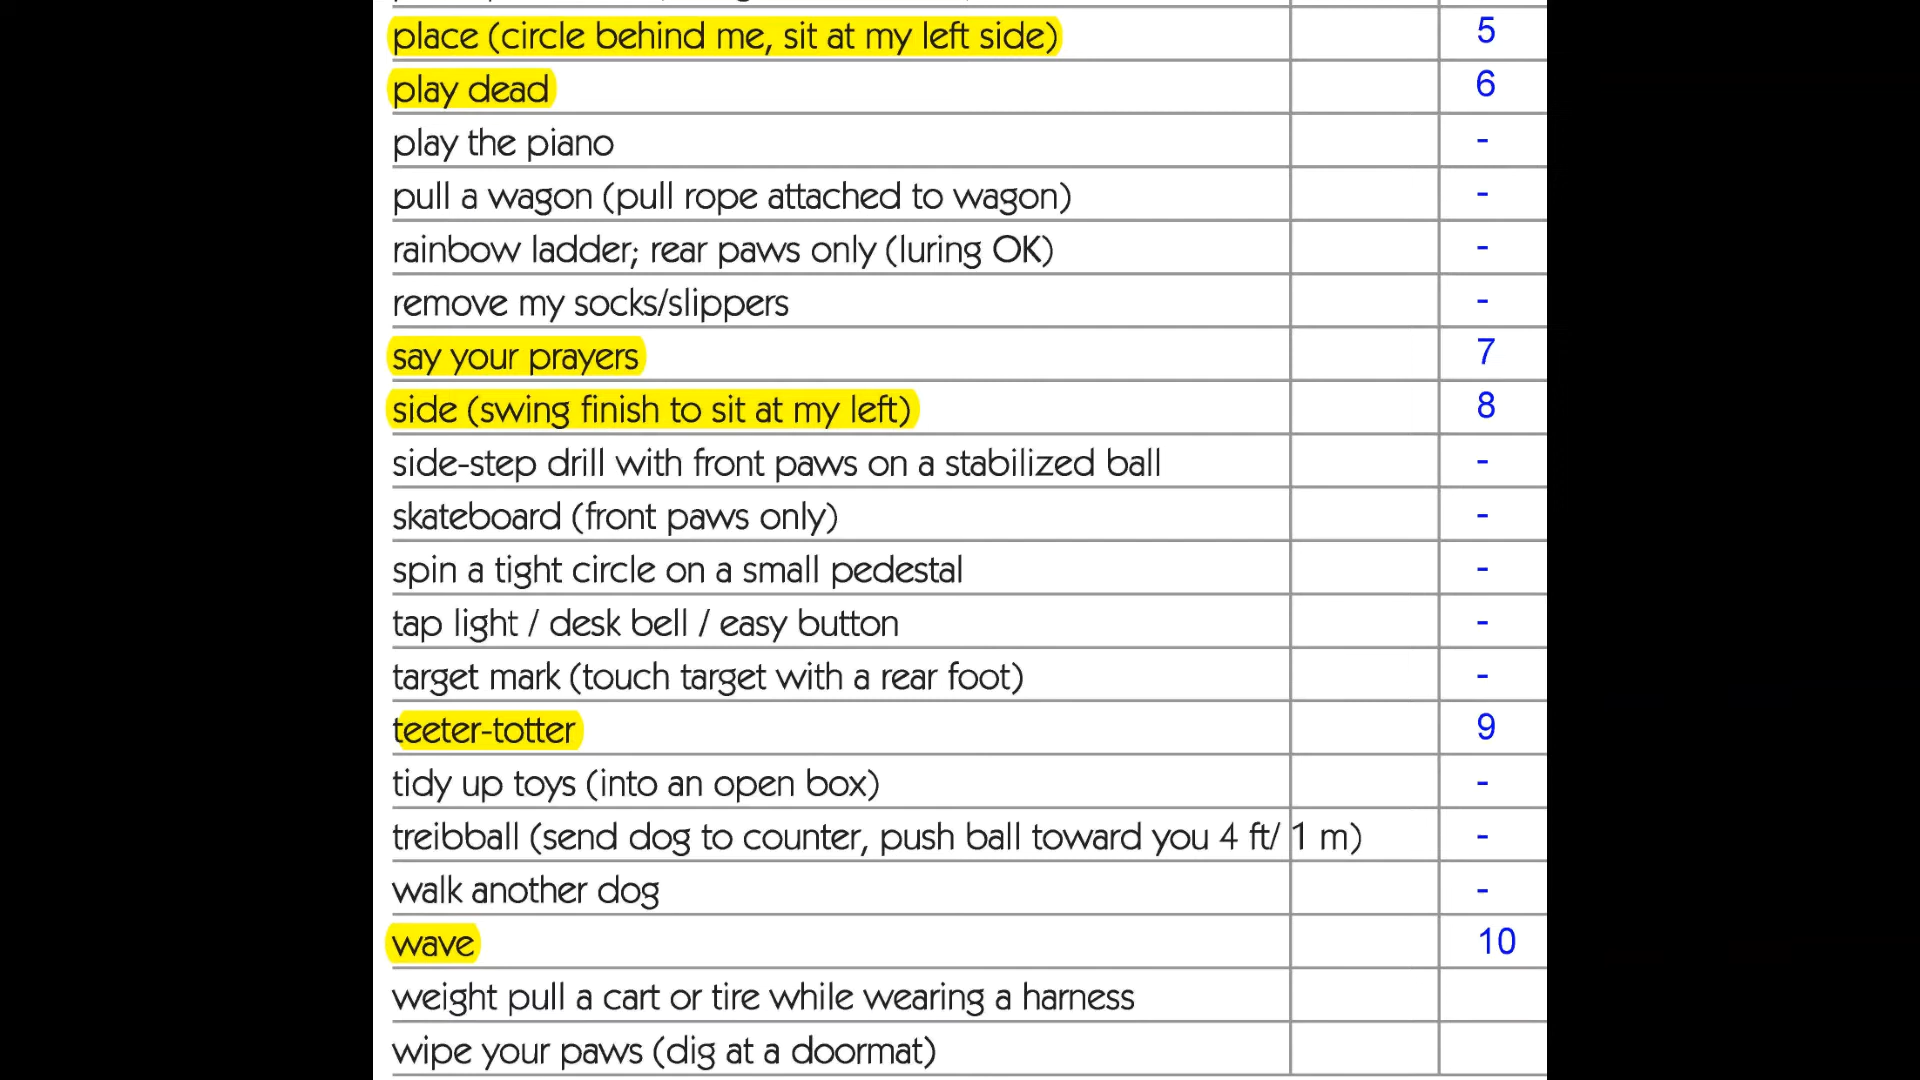 place (circle behind me, sit at my left side) 5
play dead 6
play the piano -
pull a wagon (pull rope attached to wagon) -
rainbow ladder; rear paws only (luring OK) -
remove my socks/slippers -
say your prayers 7
side (swing finish to sit at my left) 8
side-step drill with front paws on a stabilized ball -
skateboard (front paws only) -
spin a tight circle on a small pedestal -
tap light / desk bell / easy button -
target mark (touch target with a rear foot) -
teeter-totter 9
tidy up toys (into an open box) -
treibball (send dog to counter, push ball toward you 4 ft/ 1 m) -
walk another dog -
wave 10
weight pull a cart or tire while wearing a harness
wipe your paws (dig at a doormat)